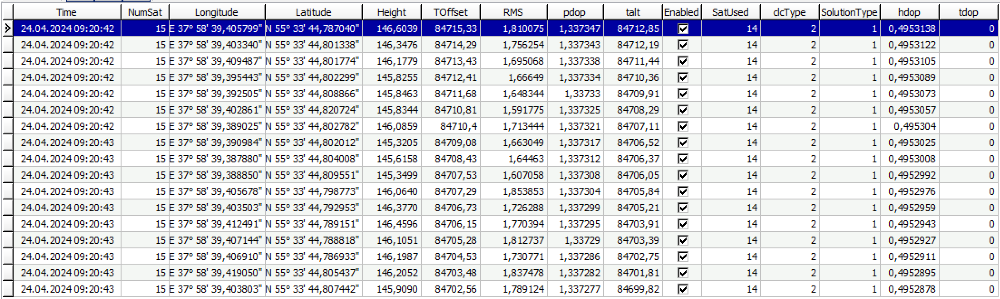 Time NumSat Longitude Latitude Height TOffset RMS pdop talt Enabled SatUsed clcType SolutionType hdop tdop
24.04.2024 09:20:42 15 E 37° 58' 39,405799" N 55° 33' 44,787040" 146,6039 84715,33 1,810075 1,337347 84712,85 14 2 1 0,4953138 0
24.04.2024 09:20:42 15 E 37° 58' 39,403340" N 55° 33' 44,801338" 146,3476 84714,29 1,756254 1,337343 84712,19 14 2 1 0,4953122 0
24.04.2024 09:20:42 15 E 37° 58' 39,409487" N 55° 33' 44,801774" 146,1779 84713,43 1,695068 1,337338 84711,44 14 2 1 0,4953105 0
24.04.2024 09:20:42 15 E 37° 58' 39,395443" N 55° 33' 44,802299" 145,8255 84712,41 1,66649 1,337334 84710,36 14 2 1 0,4953089 0
24.04.2024 09:20:42 15 E 37° 58' 39,392505" N 55° 33' 44,808866" 145,8463 84711,68 1,648344 1,33733 84709,91 14 2 1 0,4953073 0
24.04.2024 09:20:42 15 E 37° 58' 39,402861" N 55° 33' 44,820724" 145,8344 84710,81 1,591775 1,337325 84708,29 14 2 1 0,4953057 0
24.04.2024 09:20:42 15 E 37° 58' 39,389025" N 55° 33' 44,802782" 146,0859 84710,4 1,713444 1,337321 84707,11 14 2 1 0,495304 0
24.04.2024 09:20:43 15 E 37° 58' 39,390984" N 55° 33' 44,802012" 145,3205 84709,08 1,663049 1,337317 84706,52 14 2 1 0,4953025 0
24.04.2024 09:20:43 15 E 37° 58' 39,387880" N 55° 33' 44,804008" 145,6158 84708,43 1,64463 1,337312 84706,37 14 2 1 0,4953008 0
24.04.2024 09:20:43 15 E 37° 58' 39,388850" N 55° 33' 44,809551" 145,3499 84707,53 1,607058 1,337308 84706,05 14 2 1 0,4952992 0
24.04.2024 09:20:43 15 E 37° 58' 39,405678" N 55° 33' 44,798773" 146,0640 84707,29 1,853853 1,337304 84705,84 14 2 1 0,4952976 0
24.04.2024 09:20:43 15 E 37° 58' 39,403503" N 55° 33' 44,792953" 146,3770 84706,73 1,726288 1,337299 84705,21 14 2 1 0,4952959 0
24.04.2024 09:20:43 15 E 37° 58' 39,412491" N 55° 33' 44,789151" 146,4596 84706,15 1,770394 1,337295 84703,91 14 2 1 0,4952943 0
24.04.2024 09:20:43 15 E 37° 58' 39,407144" N 55° 33' 44,788818" 146,1051 84705,28 1,812737 1,33729 84703,39 14 2 1 0,4952927 0
24.04.2024 09:20:43 15 E 37° 58' 39,406910" N 55° 33' 44,786933" 146,1987 84704,53 1,730771 1,337286 84702,75 14 2 1 0,4952911 0
24.04.2024 09:20:43 15 E 37° 58' 39,419050" N 55° 33' 44,805437" 146,2052 84703,48 1,837478 1,337282 84701,81 14 2 1 0,4952895 0
24.04.2024 09:20:43 15 E 37° 58' 39,403803" N 55° 33' 44,807442" 145,9090 84702,56 1,789124 1,337277 84699,82 14 2 1 0,4952878 0